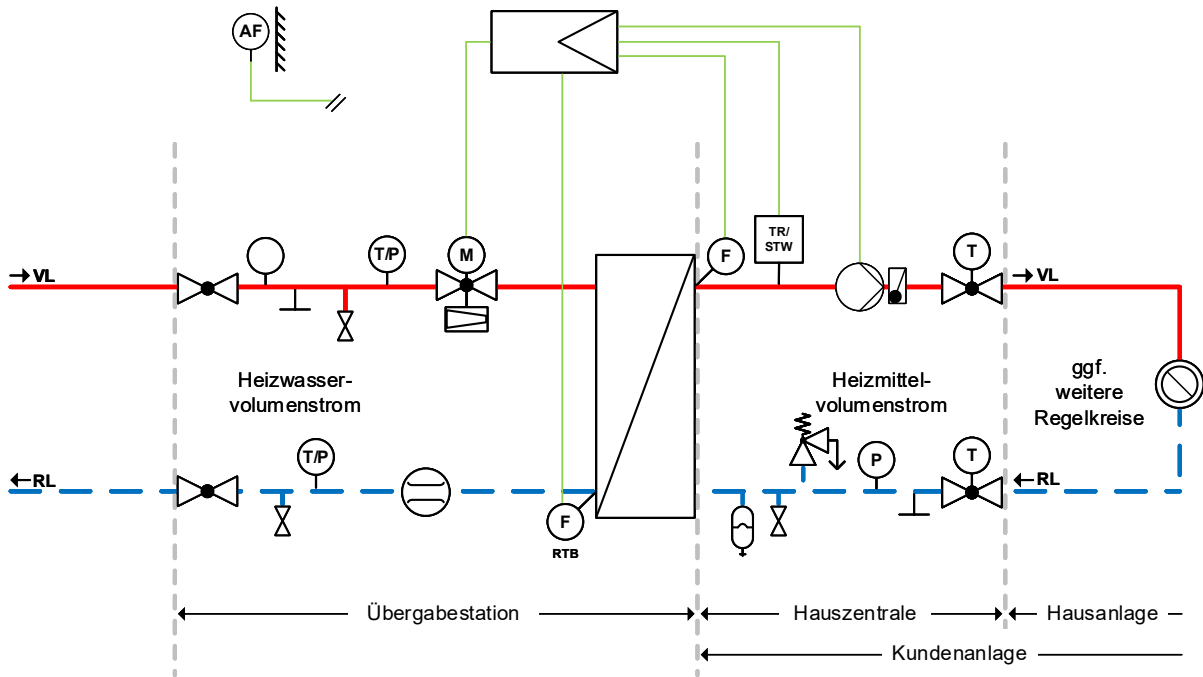 AF
TR/
STW
T/P
M
F
T
→VL
→VL
Heizwasser-
volumenstrom
Heizmittel-
volumenstrom
ggf.
weitere
Regelkreise
T/P
P
T
←RL
←RL
F
RTB
Übergabestation
Hauszentrale
Hausanlage
Kundenanlage